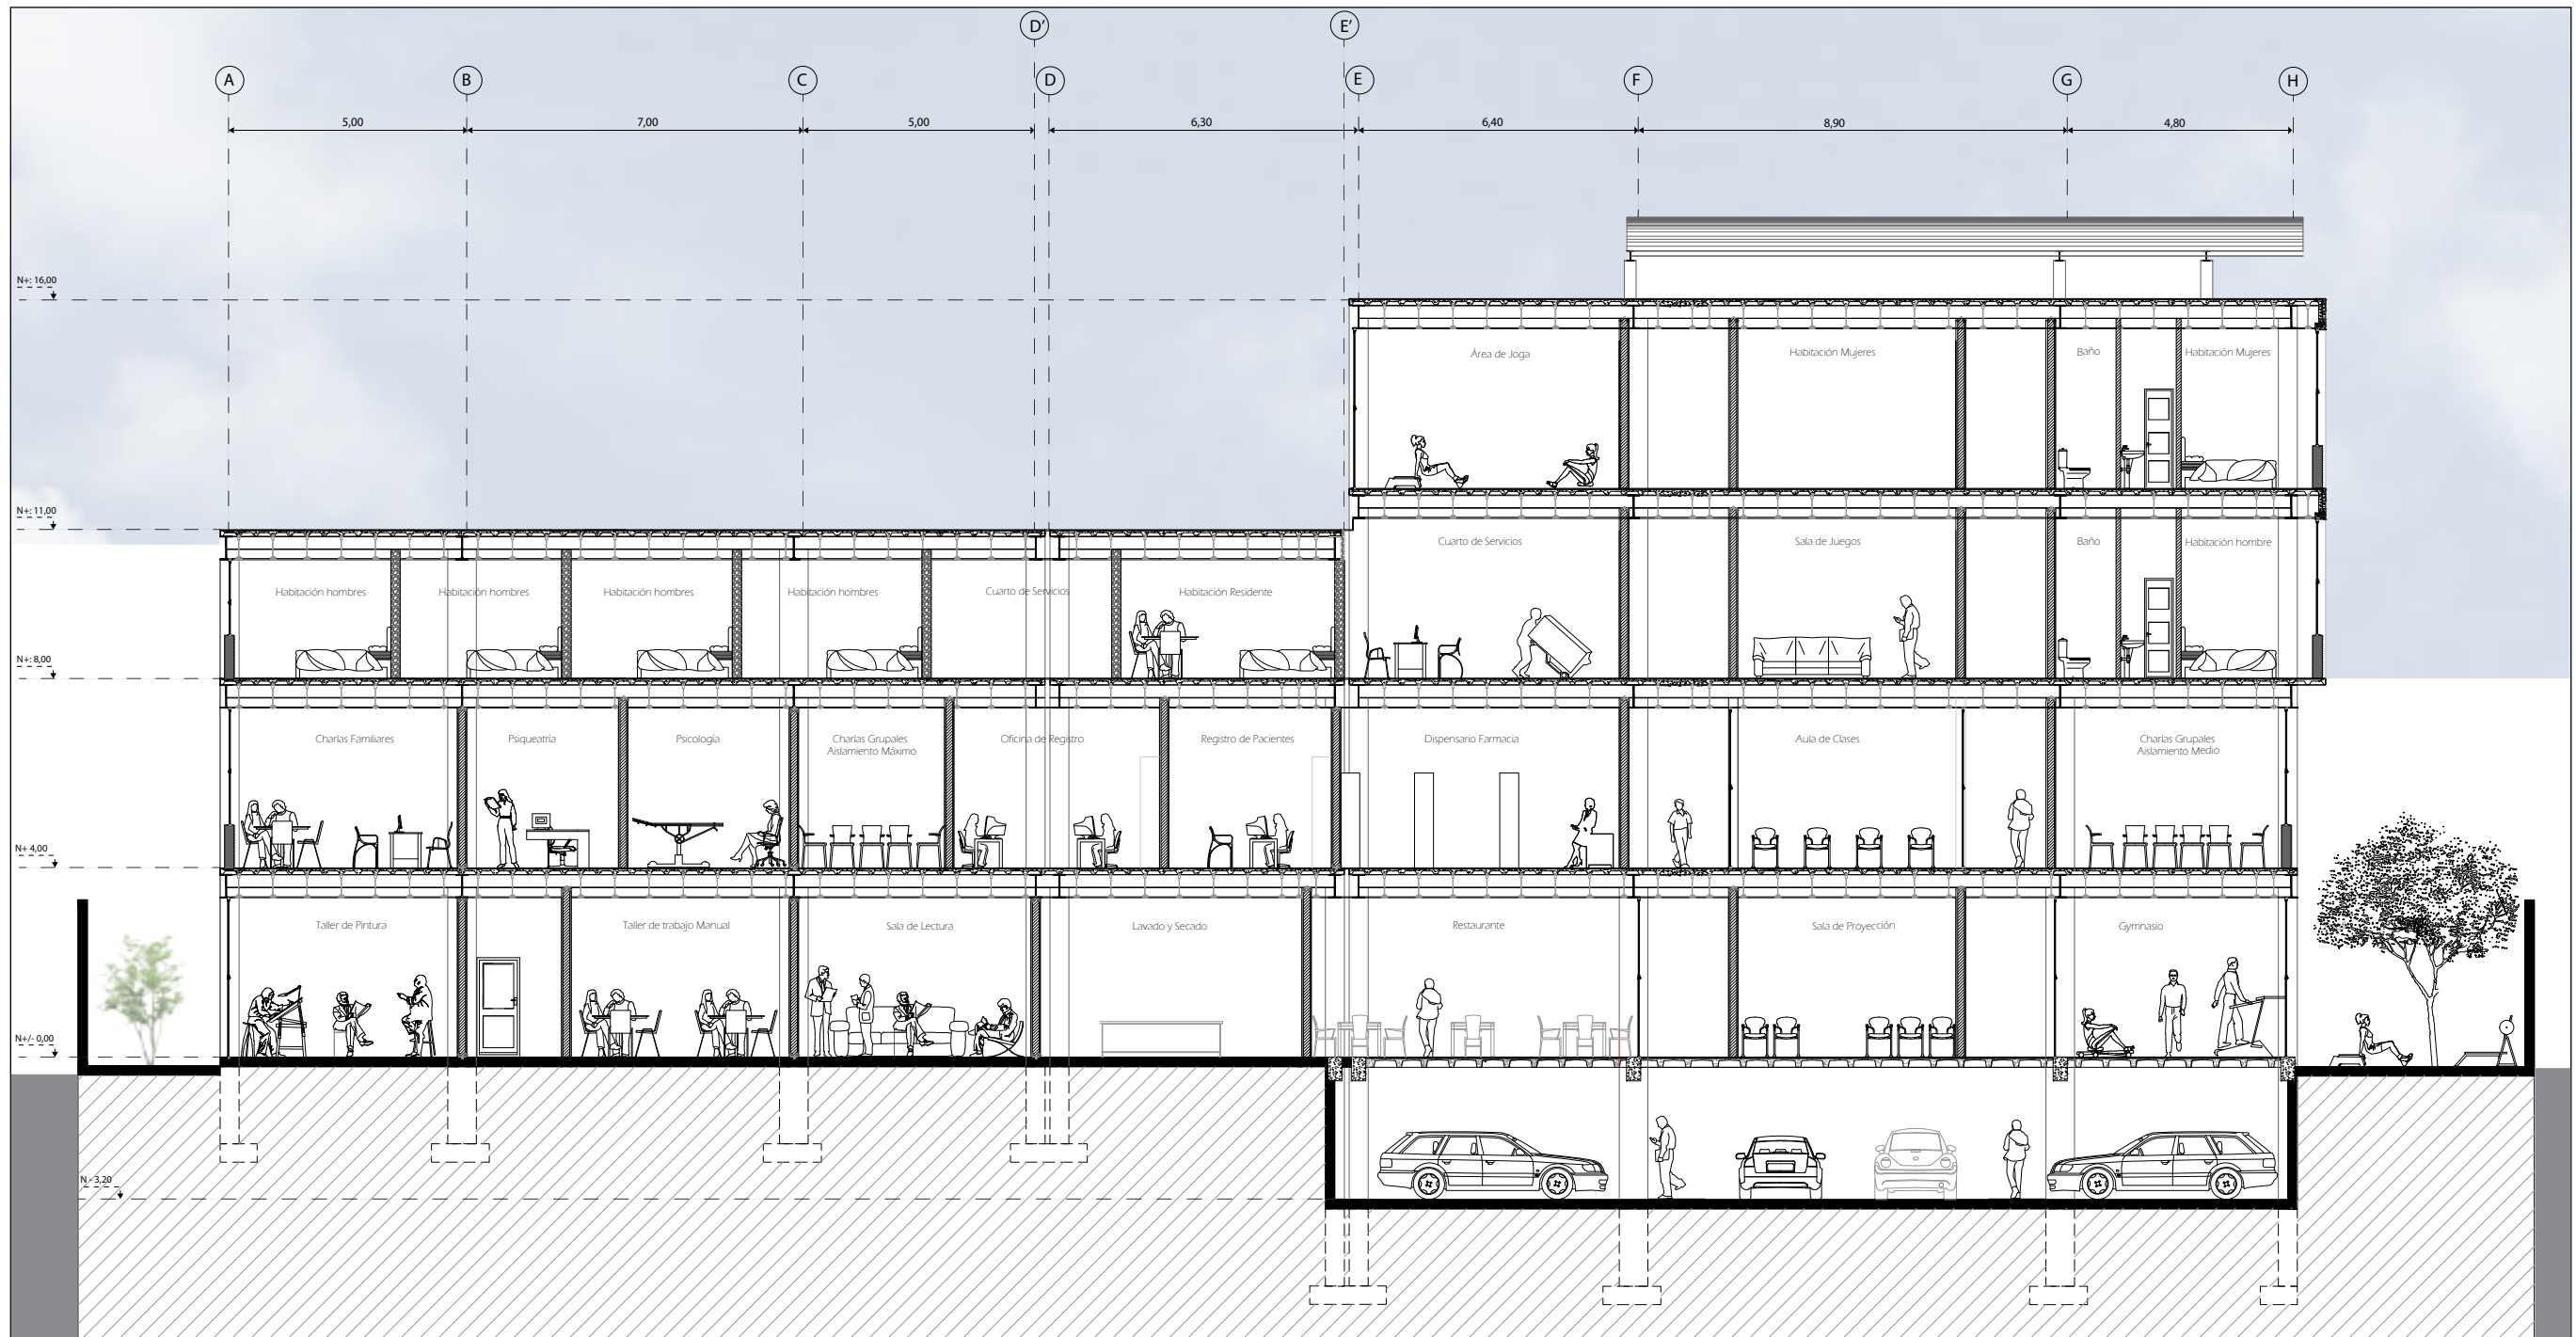 D' E'
A B C D E F G H
5,00 7,00 5,00 6,30 6,40 8,90 4,80
N+: 16,00
Área de Joga Habitación Mujeres Baño Habitación Mujeres
N+: 11,00
Cuarto de Servicios Sala de Juegos Baño Habitación hombre
Habitación hombres Habitación hombres Habitación hombres Habitación hombres Cuarto de Servicios Habitación Residente
N+: 8,00
Charlas Familiares Psiqueatría Psicología Charlas Grupales Oficina de Registro Registro de Pacientes Dispensario Farmacia Aula de Clases Charlas Grupales
Aislamiento Máximo Aislamiento Medio
N+ 4,00
Taller de Pintura Taller de trabajo Manual Sala de Lectura Lavado y Secado Restaurante Sala de Proyección Gymnasio
N+/- 0,00
N - 3,20